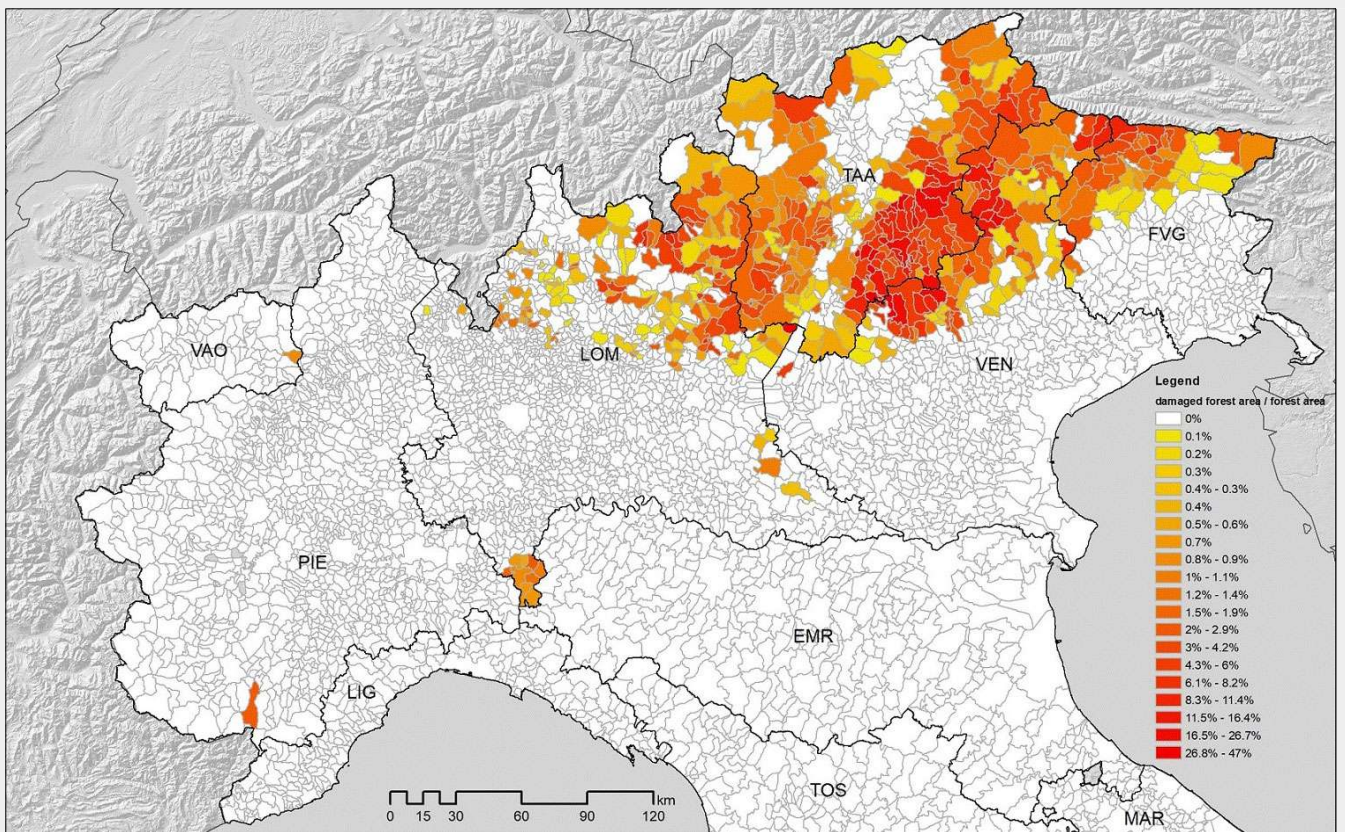 TAA
FVG
VAO
LOM
VEN
PIE
EMR
LIG
TOS
MAR
Legend
damaged forest area / forest area
0%
0.1%
0.2%
0.3%
0.4% - 0.3%
0.4%
0.5% - 0.6%
0.7%
0.8% - 0.9%
1% - 1.1%
1.2% - 1.4%
1.5% - 1.9%
2% - 2.9%
3% - 4.2%
4.3% - 6%
6.1% - 8.2%
8.3% - 11.4%
11.5% - 16.4%
16.5% - 26.7%
26.8% - 47%
km
0 15 30 60 90 120